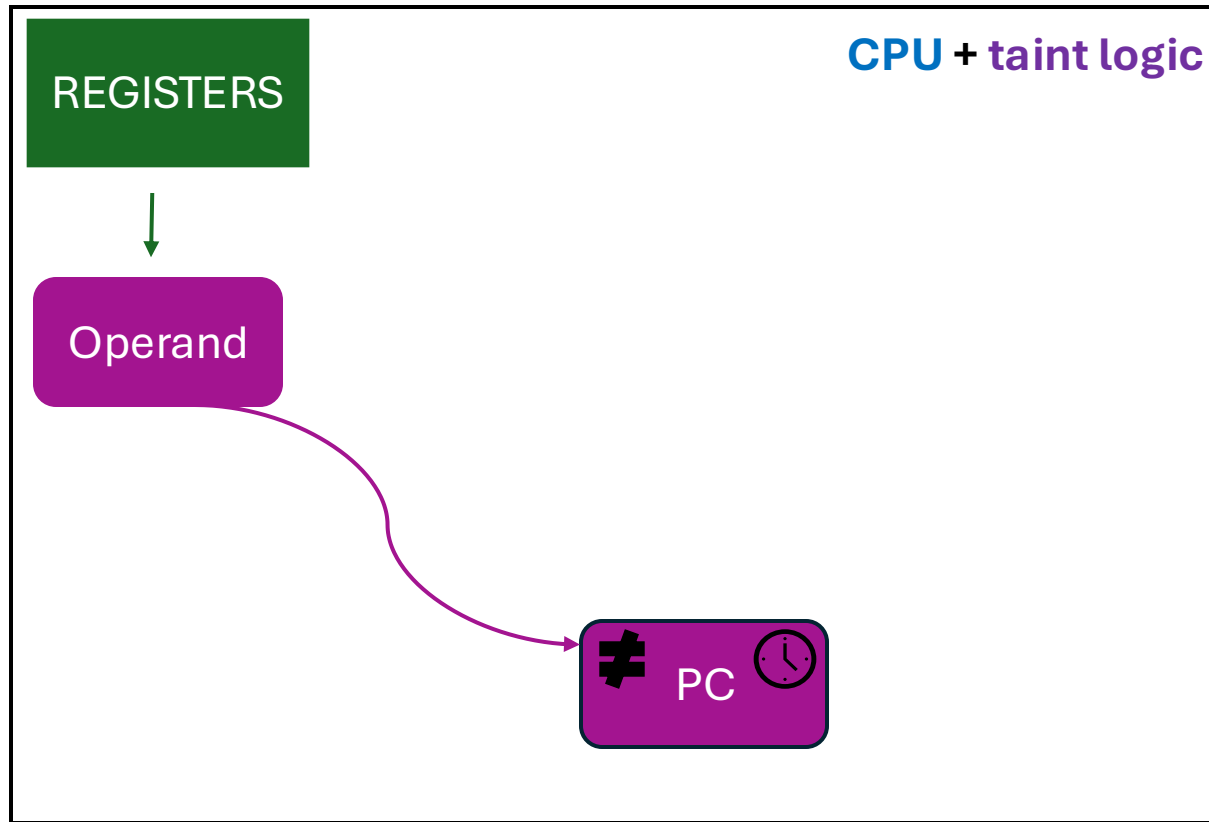 REGISTERS
CPU + taint logic
Operand
≠ PC